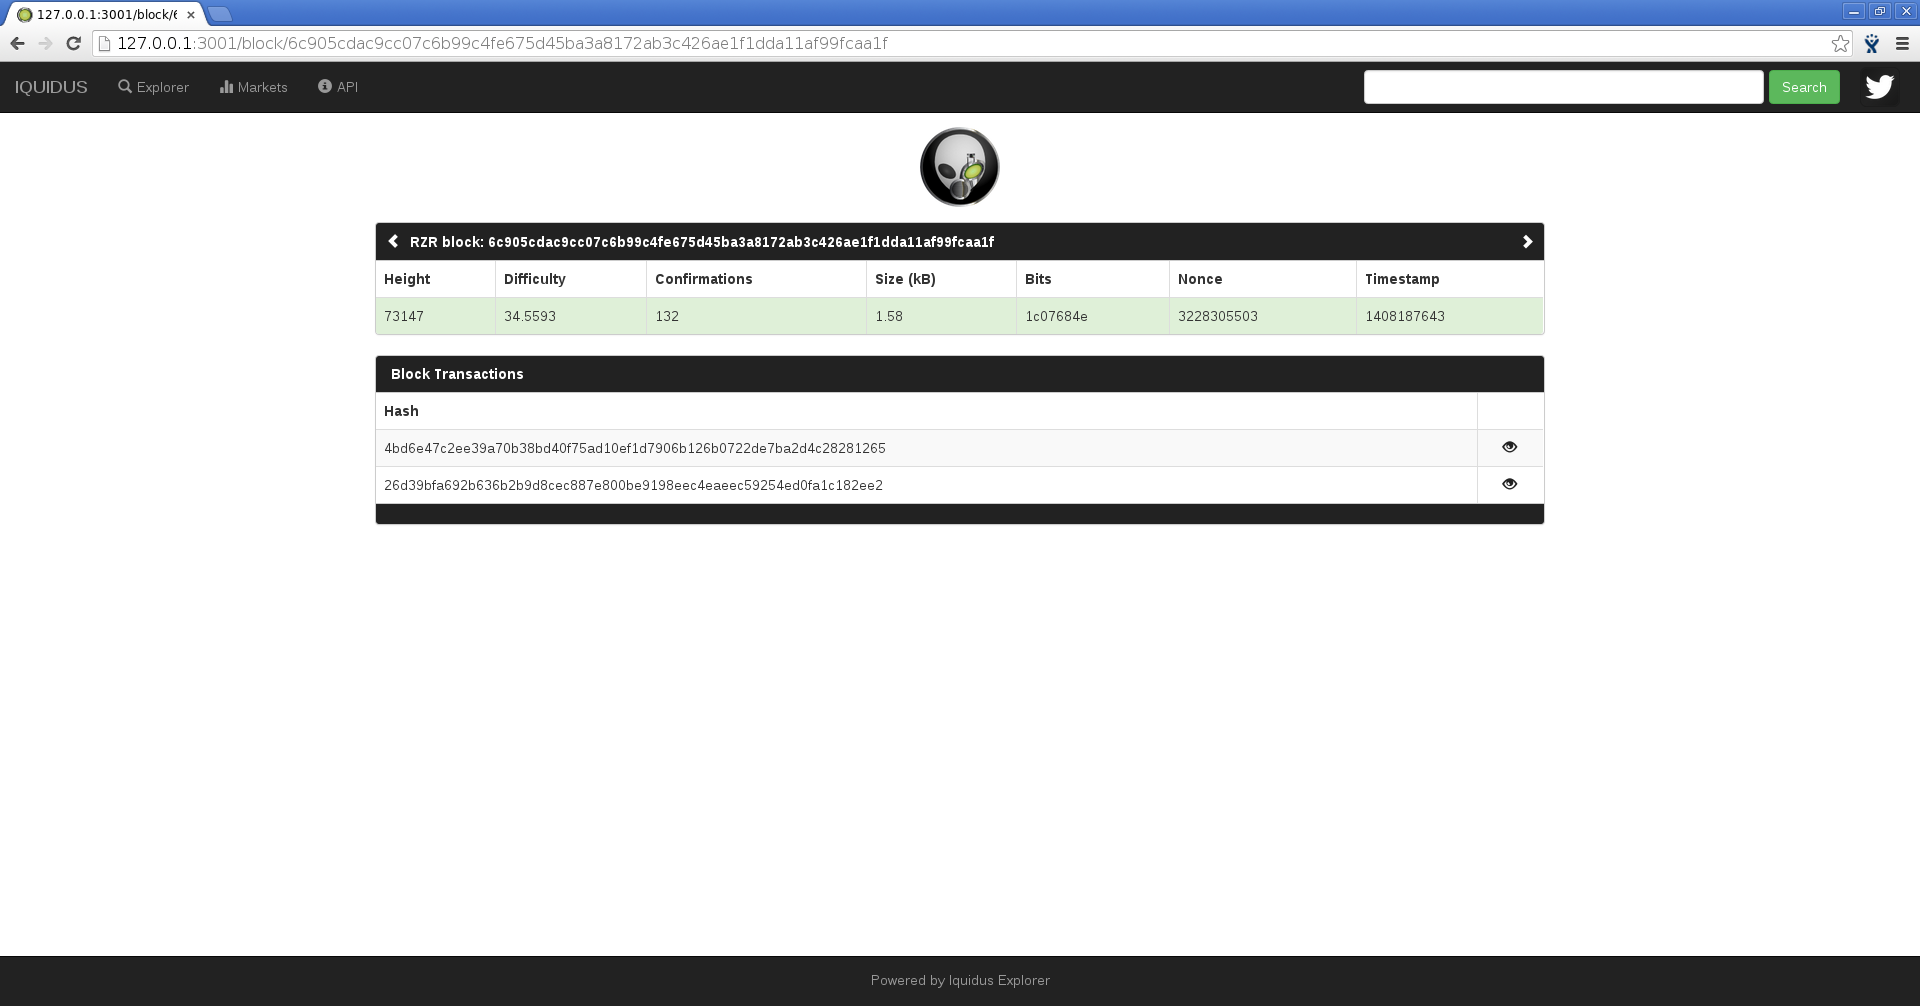 127.0.0.1:3001/block/6
127.0.0.1:3001/block/6c905cdac9cc07c6b99c4fe675d45ba3a8172ab3c426ae1f1dda11af99fcaa1f
IQUIDUS Explorer Markets API Search
RZR block: 6c905cdac9cc07c6b99c4fe675d45ba3a8172ab3c426ae1f1dda11af99fcaa1f
Height Difficulty Confirmations Size (kB) Bits Nonce Timestamp
73147 34.5593 132 1.58 1c07684e 3228305503 1408187643
Block Transactions
Hash
4bd6e47c2ee39a70b38bd40f75ad10ef1d7906b126b0722de7ba2d4c28281265
26d39bfa692b636b2b9d8cec887e800be9198eec4eaeec59254ed0fa1c182ee2
Powered by Iquidus Explorer